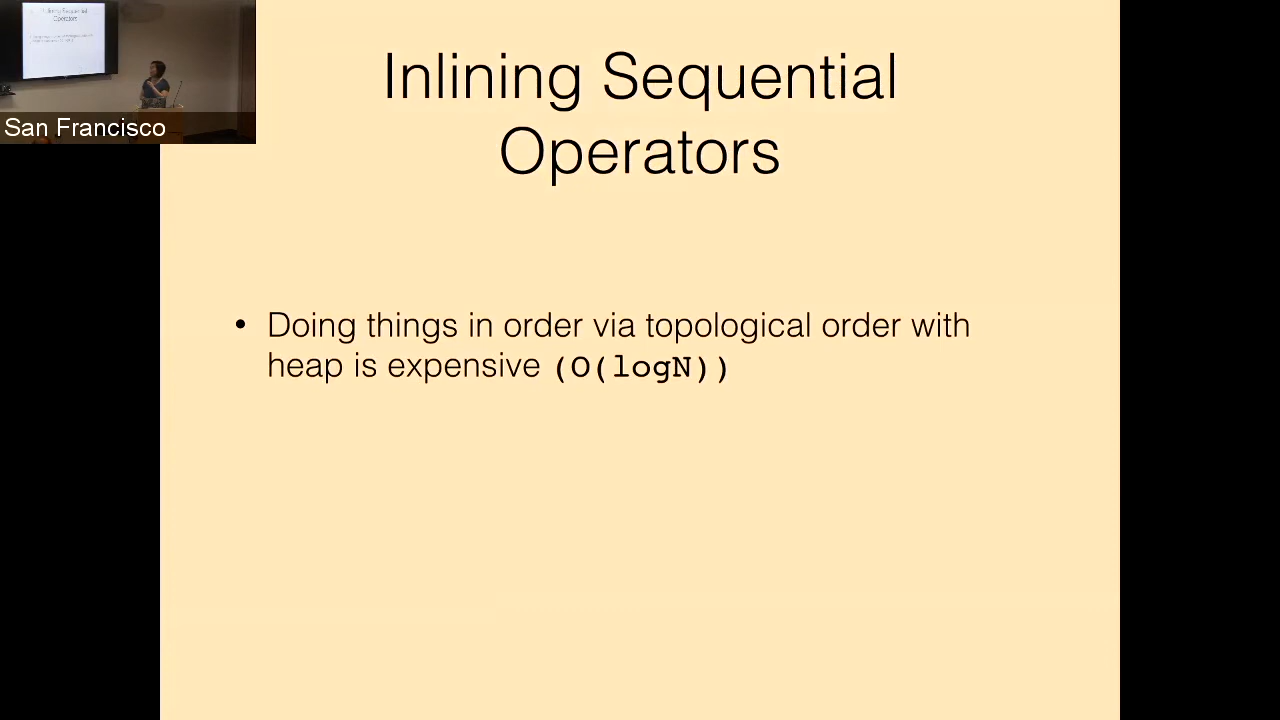 Inlining Sequential
Operators
San Francisco
• Doing things in order via topological order with
heap is expensive (O(logN))